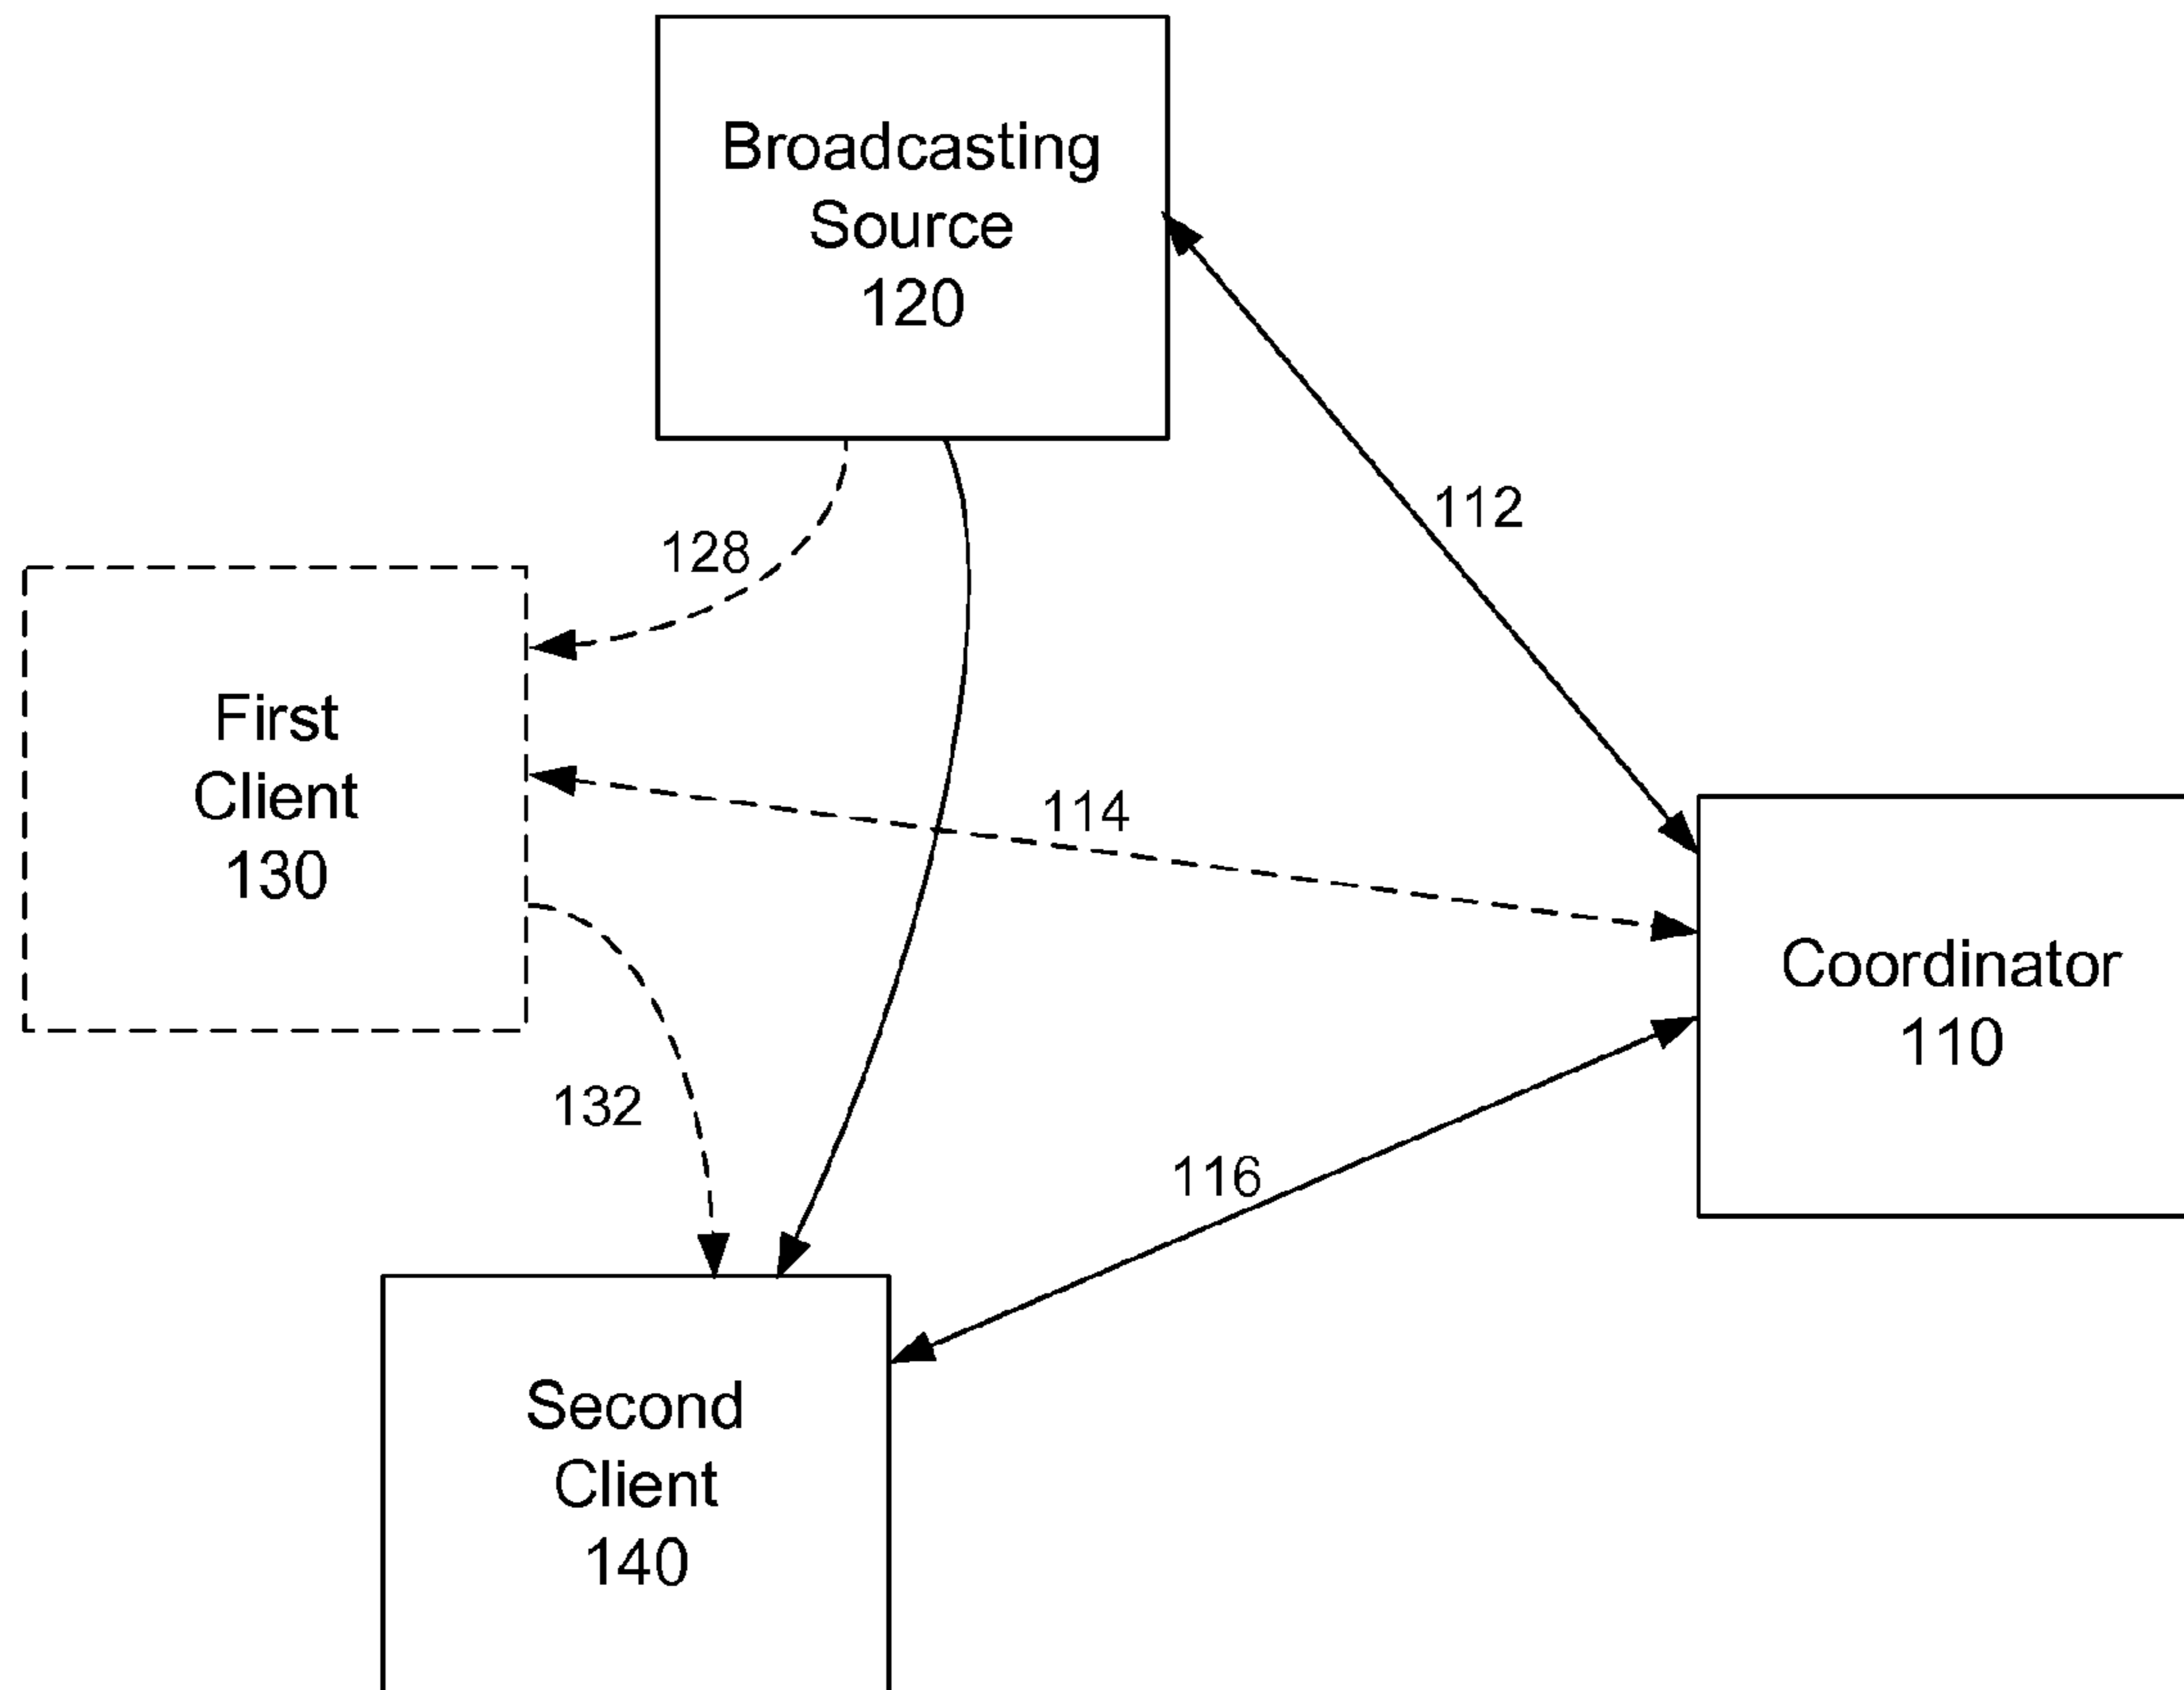 Broadcasting
Source
120
112
128
First
Client
130
114
Coordinator
110
132
116
Second
Client
140